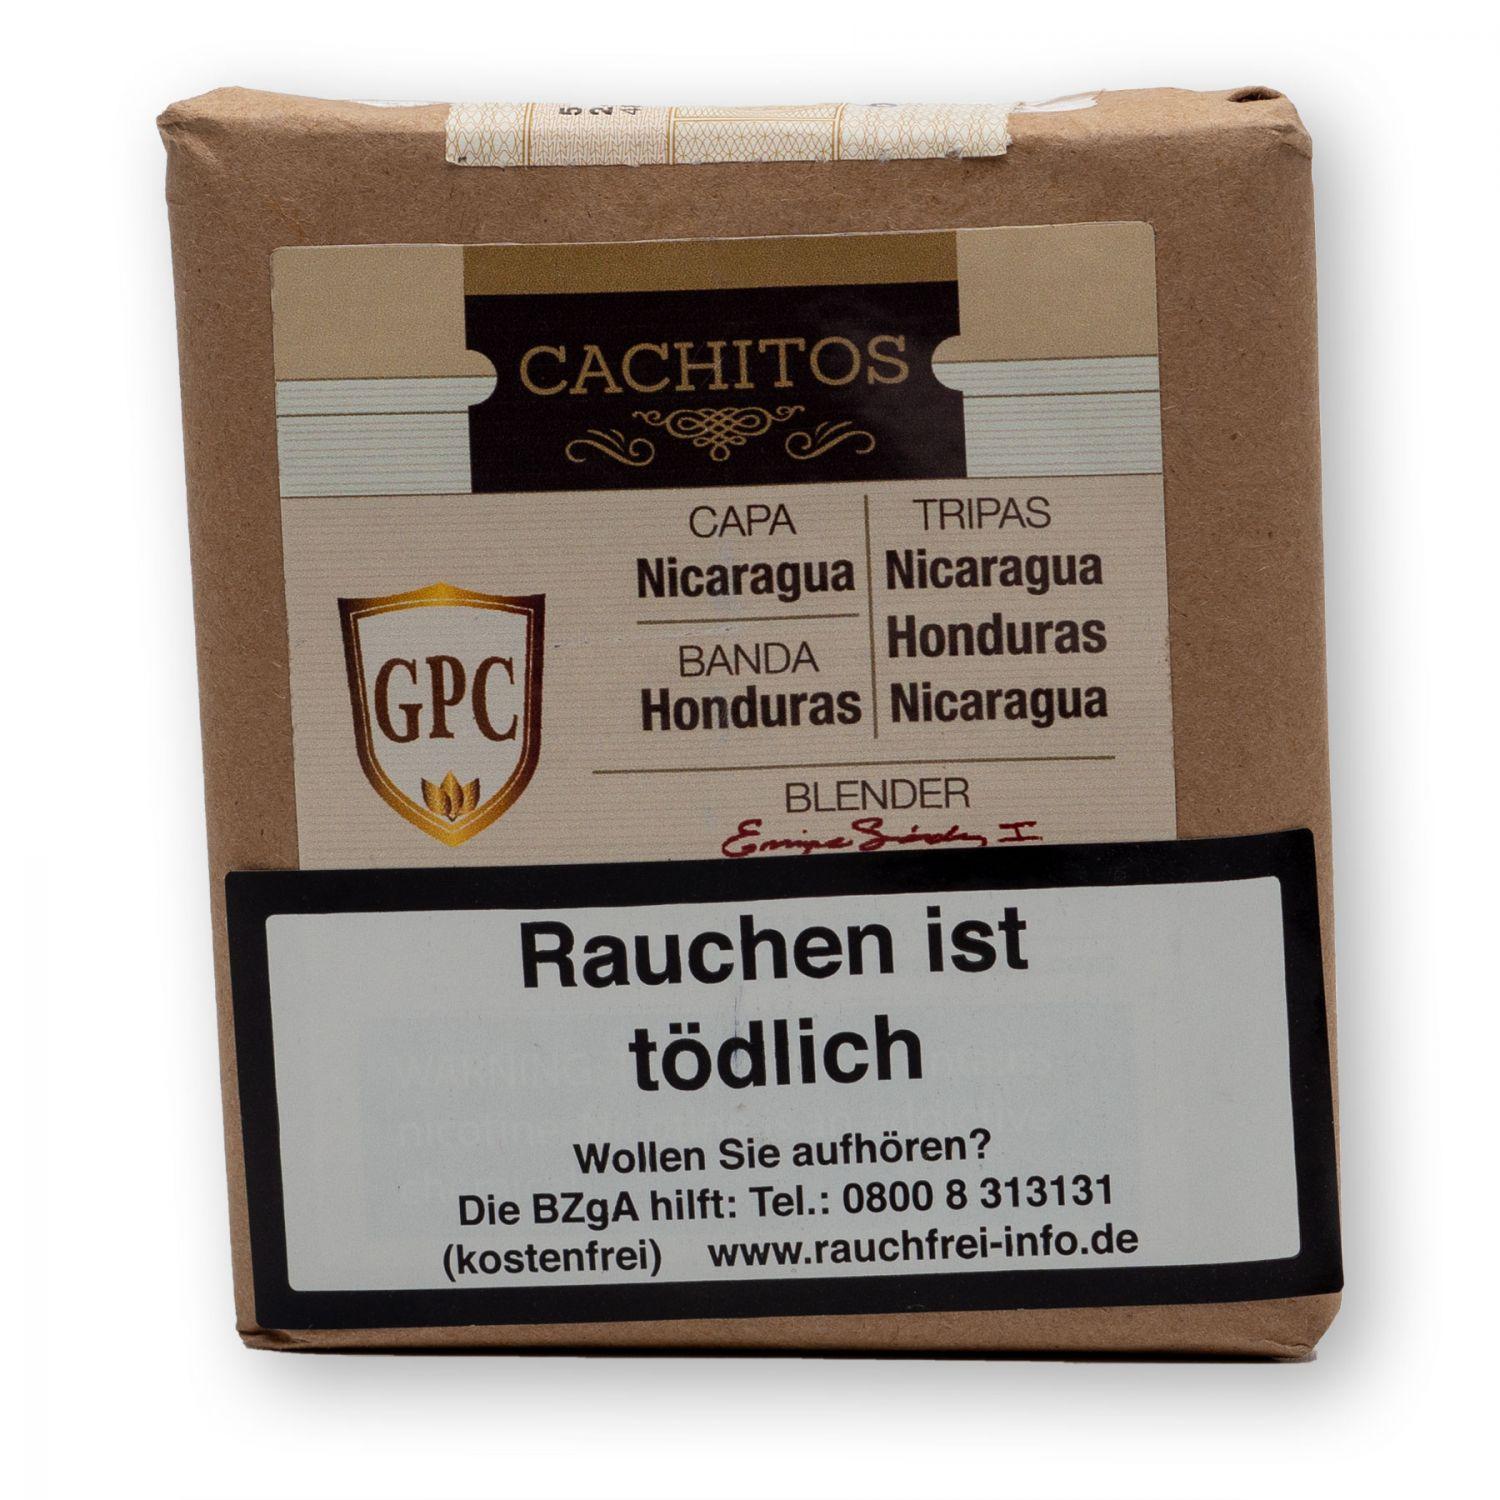 CACHITOS
CAPA
Nicaragua
BANDA
Honduras
TRIPAS
Nicaragua
Honduras
Nicaragua
GPC
BLENDER
Rauchen ist
tödlich
Wollen Sie aufhören?
Die BZgA hilft: Tel.: 0800 8 313131
(kostenfrei) www.rauchfrei-info.de